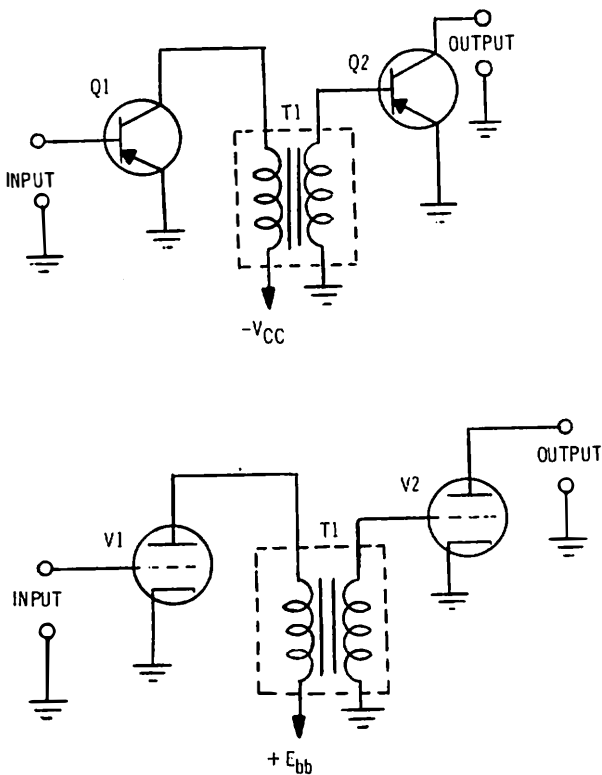 OUTPUT
Q2
Q1
T1
INPUT
-VCC
OUTPUT
V2
V1
T1
INPUT
+ Ebb